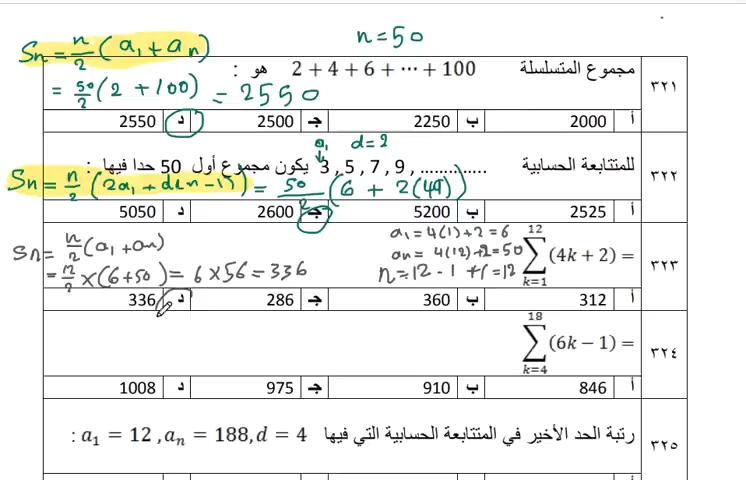 Sn = n/2 (a1 + an)
n = 50
= 50/2 (2 + 100) = 2550
٣٢١ مجموع المتسلسلة 2 + 4 + 6 + ⋯ + 100 هو :
أ 2000 ب 2250 جـ 2500 د 2550
a1 d=2
٣٢٢ للمتتابعة الحسابية 3 , 5 , 7 , 9 , .............. يكون مجموع أول 50 حدا فيها :
Sn = n/2 (2a1 + d(n-1)) = 50/2 (6 + 2(49))
أ 2525 ب 5200 جـ 2600 د 5050
٣٢٣ ∑_{k=1}^{12} (4k + 2) =
a1 = 4(1)+2 = 6
an = 4(12)+2 = 50
n = 12 - 1 + 1 = 12
Sn = n/2 (a1 + an)
= 12/2 × (6+50) = 6 × 56 = 336
أ 312 ب 360 جـ 286 د 336
٣٢٤ ∑_{k=4}^{18} (6k − 1) =
أ 846 ب 910 جـ 975 د 1008
٣٢٥ رتبة الحد الأخير في المتتابعة الحسابية التي فيها a1 = 12 , an = 188, d = 4 :